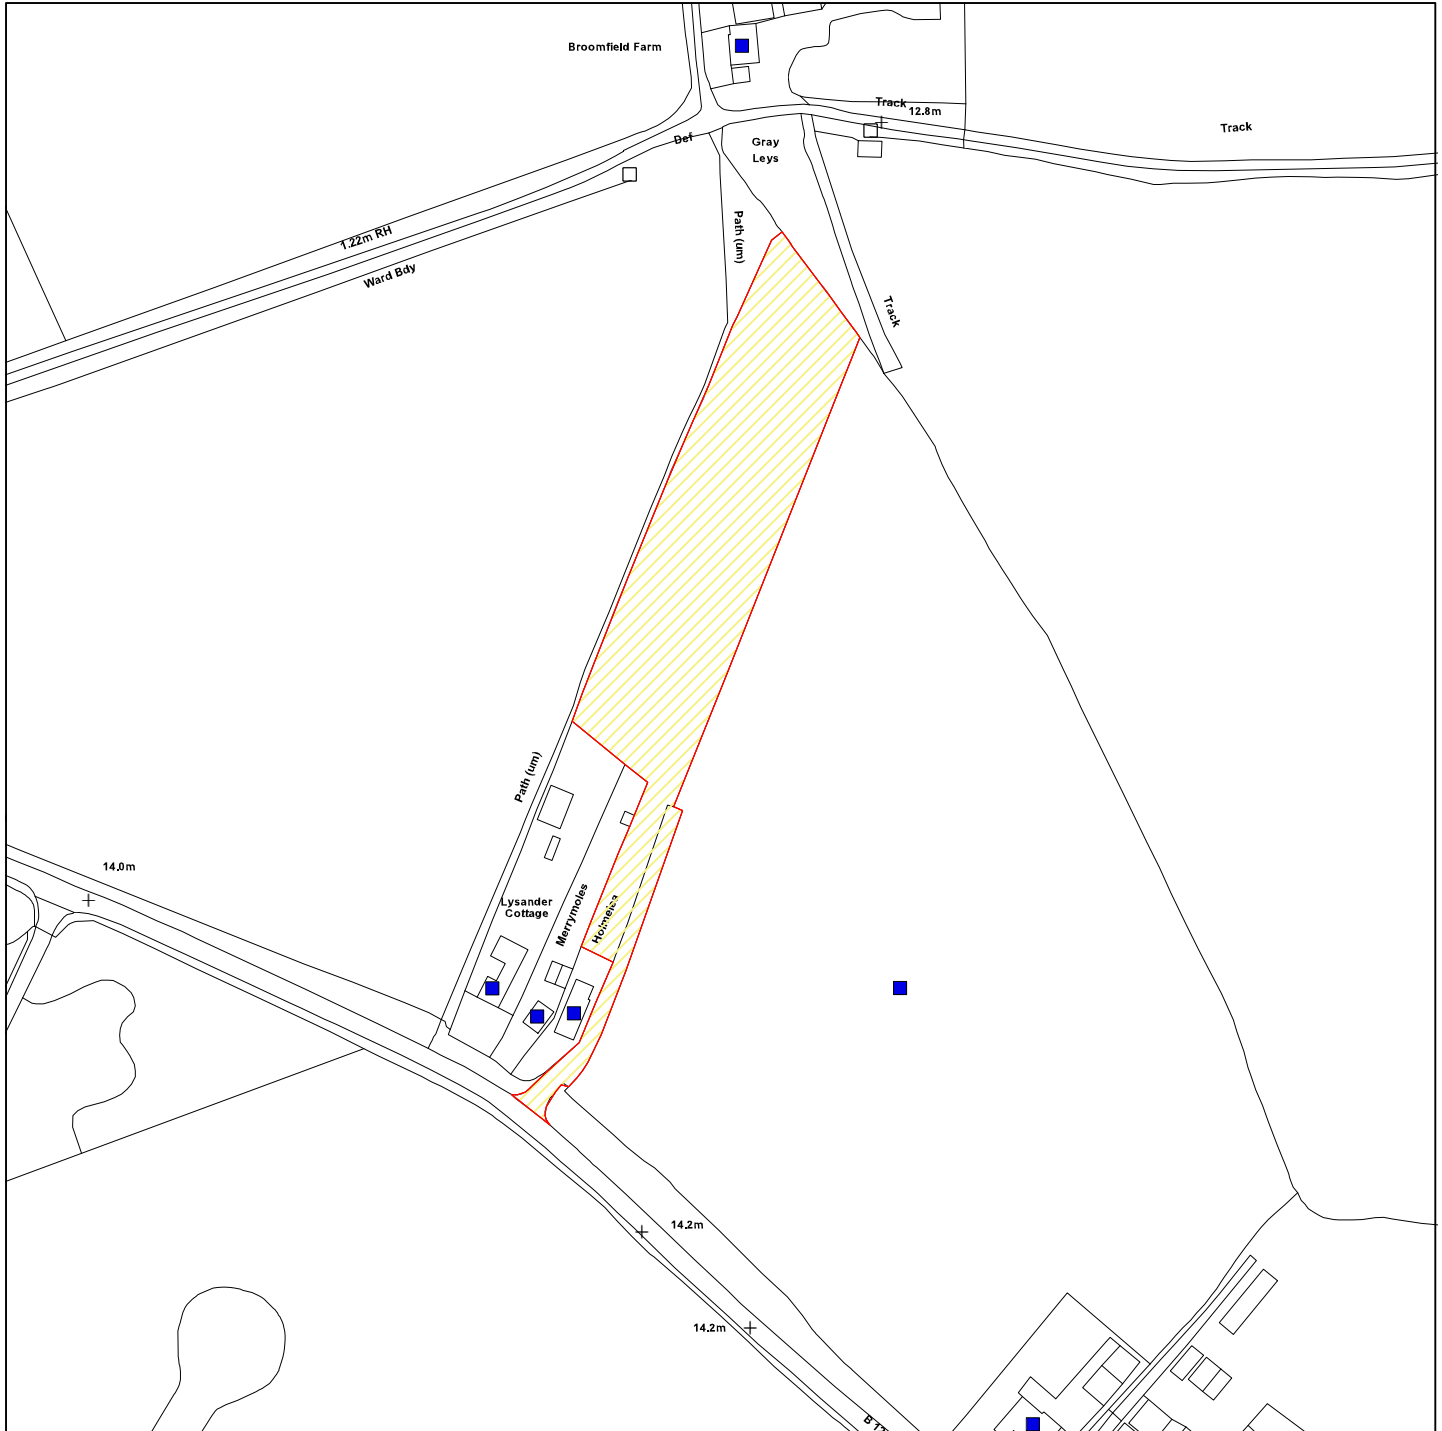 Broomfield Farm
Track
12.8m
Track
Def
Gray
Leys
1.22m RH
Path (um)
Ward Bdy
Track
Path (um)
14.0m
Lysander
Cottage
Merrymoles
Holmelea
14.2m
14.2m